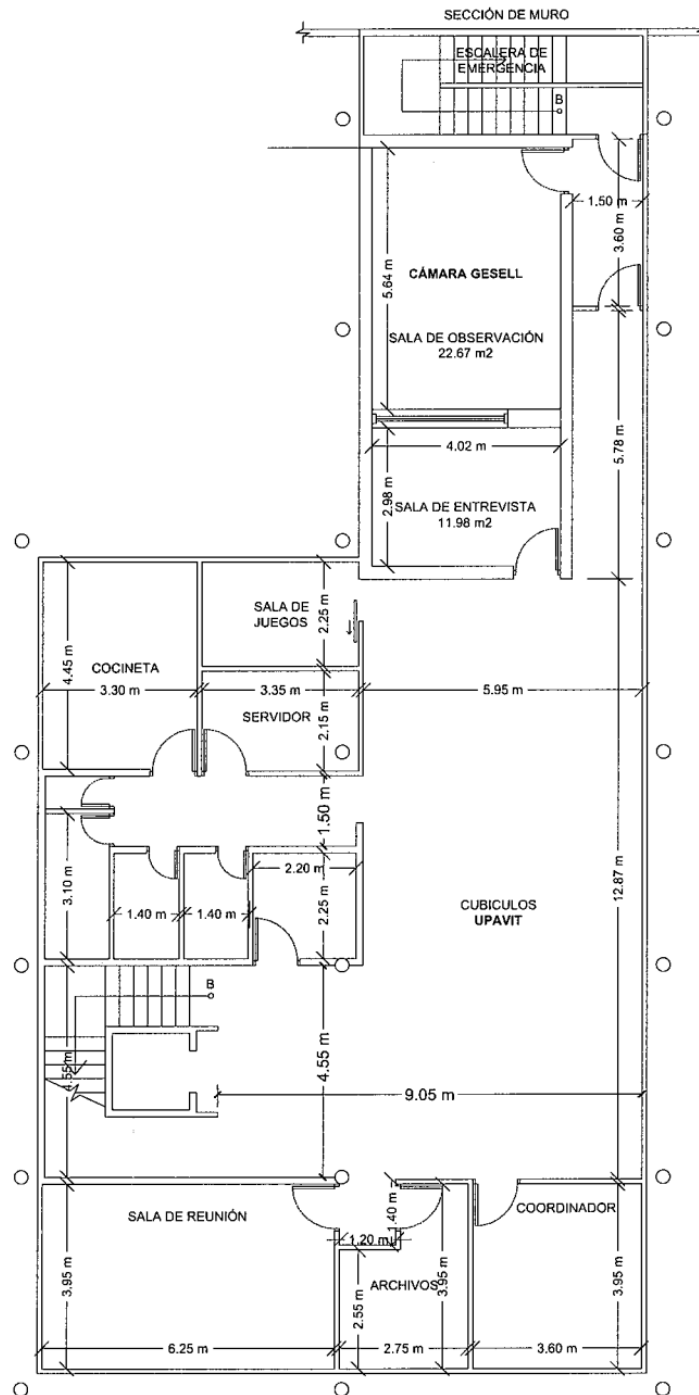 SECCIÓN DE MURO
ESCALERA DE
EMERGENCIA
B
1.50 m
3.60 m
5.64 m
CÁMARA GESELL
SALA DE OBSERVACIÓN
22.67 m2
5.78 m
4.02 m
2.98 m
SALA DE ENTREVISTA
11.98 m2
SALA DE
JUEGOS
2.25 m
4.45 m
COCINETA
3.30 m
3.35 m
5.95 m
SERVIDOR
2.15 m
1.50 m
2.20 m
3.10 m
1.40 m
1.40 m
2.25 m
12.87 m
CUBICULOS
UPAVIT
B
4.55 m
4.55 m
9.05 m
SALA DE REUNIÓN
1.40 m
COORDINADOR
1.20 m
ARCHIVOS
3.95 m
2.55 m
3.95 m
3.95 m
6.25 m
2.75 m
3.60 m